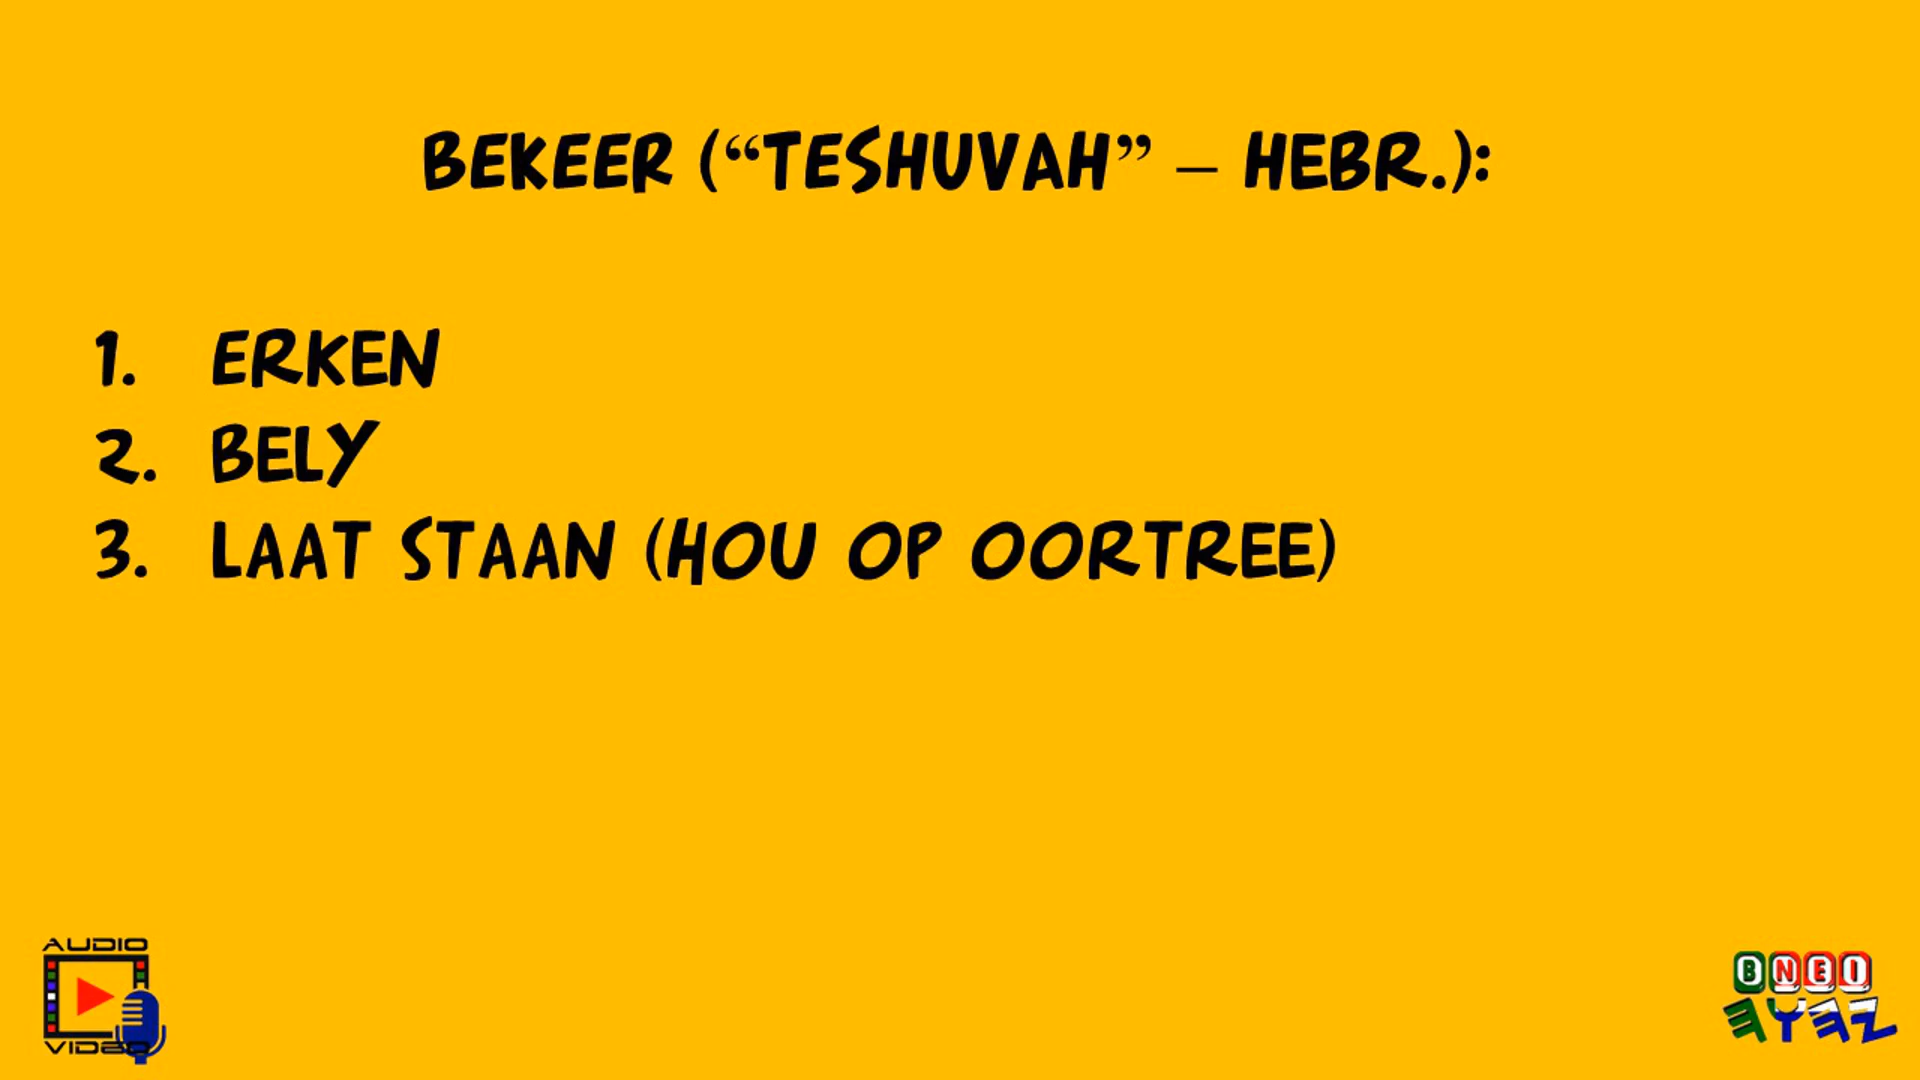 BEKEER (“TESHUVAH” – HEBR.):
1. ERKEN
2. BELY
3. LAAT STAAN (HOU OP OORTREE)
AUDIO
VIDEO
BNEI